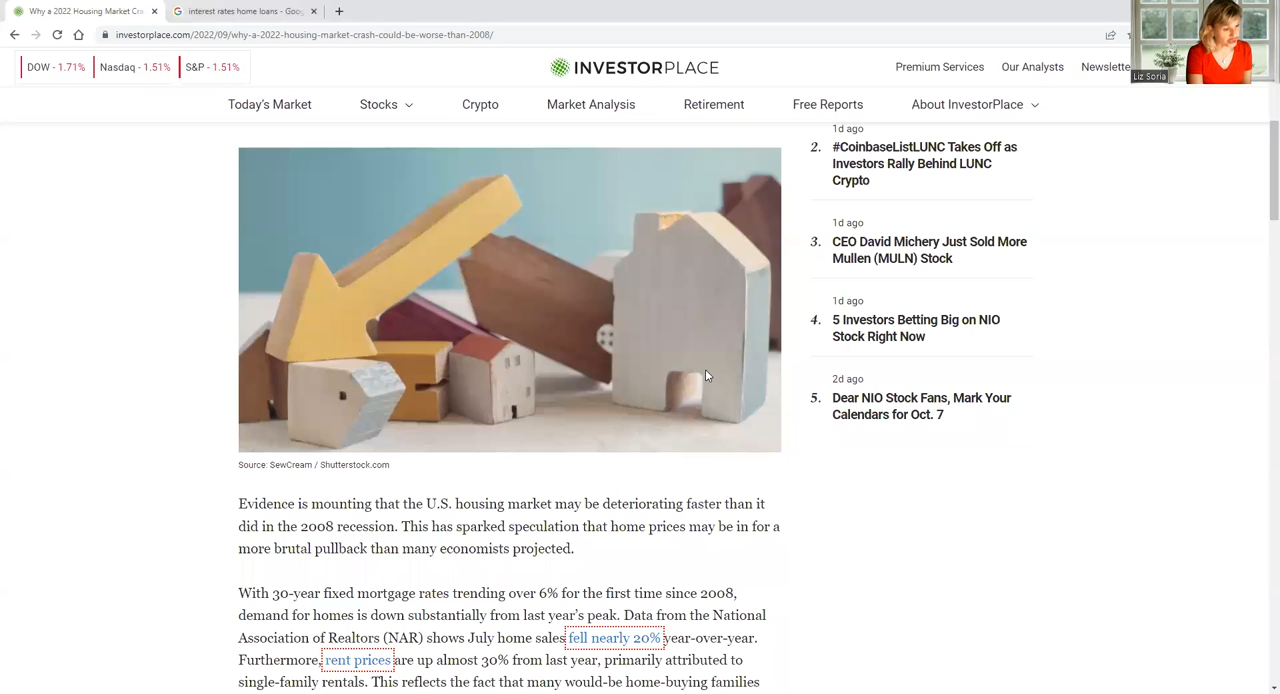 Why a 2022 Housing Market Cra
interest rates home loans - Goog
investorplace.com/2022/09/why-a-2022-housing-market-crash-could-be-worse-than-2008/
Liz Soria
DOW - 1.71% Nasdaq - 1.51% S&P - 1.51%
INVESTORPLACE
Premium Services Our Analysts Newslette
Today's Market Stocks Crypto Market Analysis Retirement Free Reports About InvestorPlace
1d ago
2. #CoinbaseListLUNC Takes Off as
Investors Rally Behind LUNC
Crypto
1d ago
3. CEO David Michery Just Sold More
Mullen (MULN) Stock
1d ago
4. 5 Investors Betting Big on NIO
Stock Right Now
2d ago
5. Dear NIO Stock Fans, Mark Your
Calendars for Oct. 7
Source: SewCream / Shutterstock.com
Evidence is mounting that the U.S. housing market may be deteriorating faster than it
did in the 2008 recession. This has sparked speculation that home prices may be in for a
more brutal pullback than many economists projected.
With 30-year fixed mortgage rates trending over 6% for the first time since 2008,
demand for homes is down substantially from last year's peak. Data from the National
Association of Realtors (NAR) shows July home sales fell nearly 20% year-over-year.
Furthermore, rent prices are up almost 30% from last year, primarily attributed to
single-family rentals. This reflects the fact that many would-be home-buying families